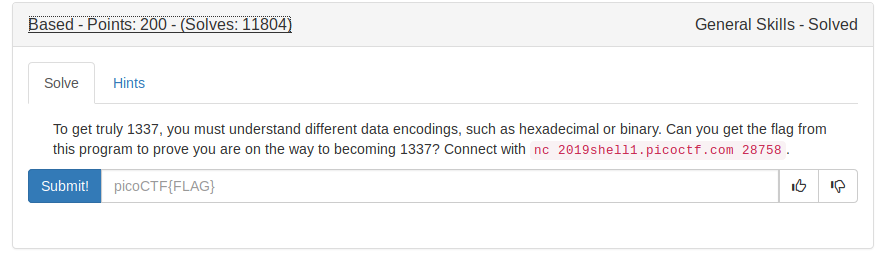 Based - Points: 200 - (Solves: 11804)
General Skills - Solved
Solve
Hints
To get truly 1337, you must understand different data encodings, such as hexadecimal or binary. Can you get the flag from
this program to prove you are on the way to becoming 1337? Connect with nc 2019shell1.picoctf.com 28758.
Submit!
picoCTF{FLAG}